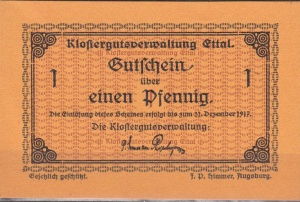 Klostergutsverwaltung Ettal.
Gutschein
über
1 einen Pfennig. 1
Die Einlösung dieses Scheines erfolgt bis zum 31. Dezember 1917.
Die Klostergutsverwaltung:
Gesetzlich geschützt. J. P. Himmer, Augsburg.